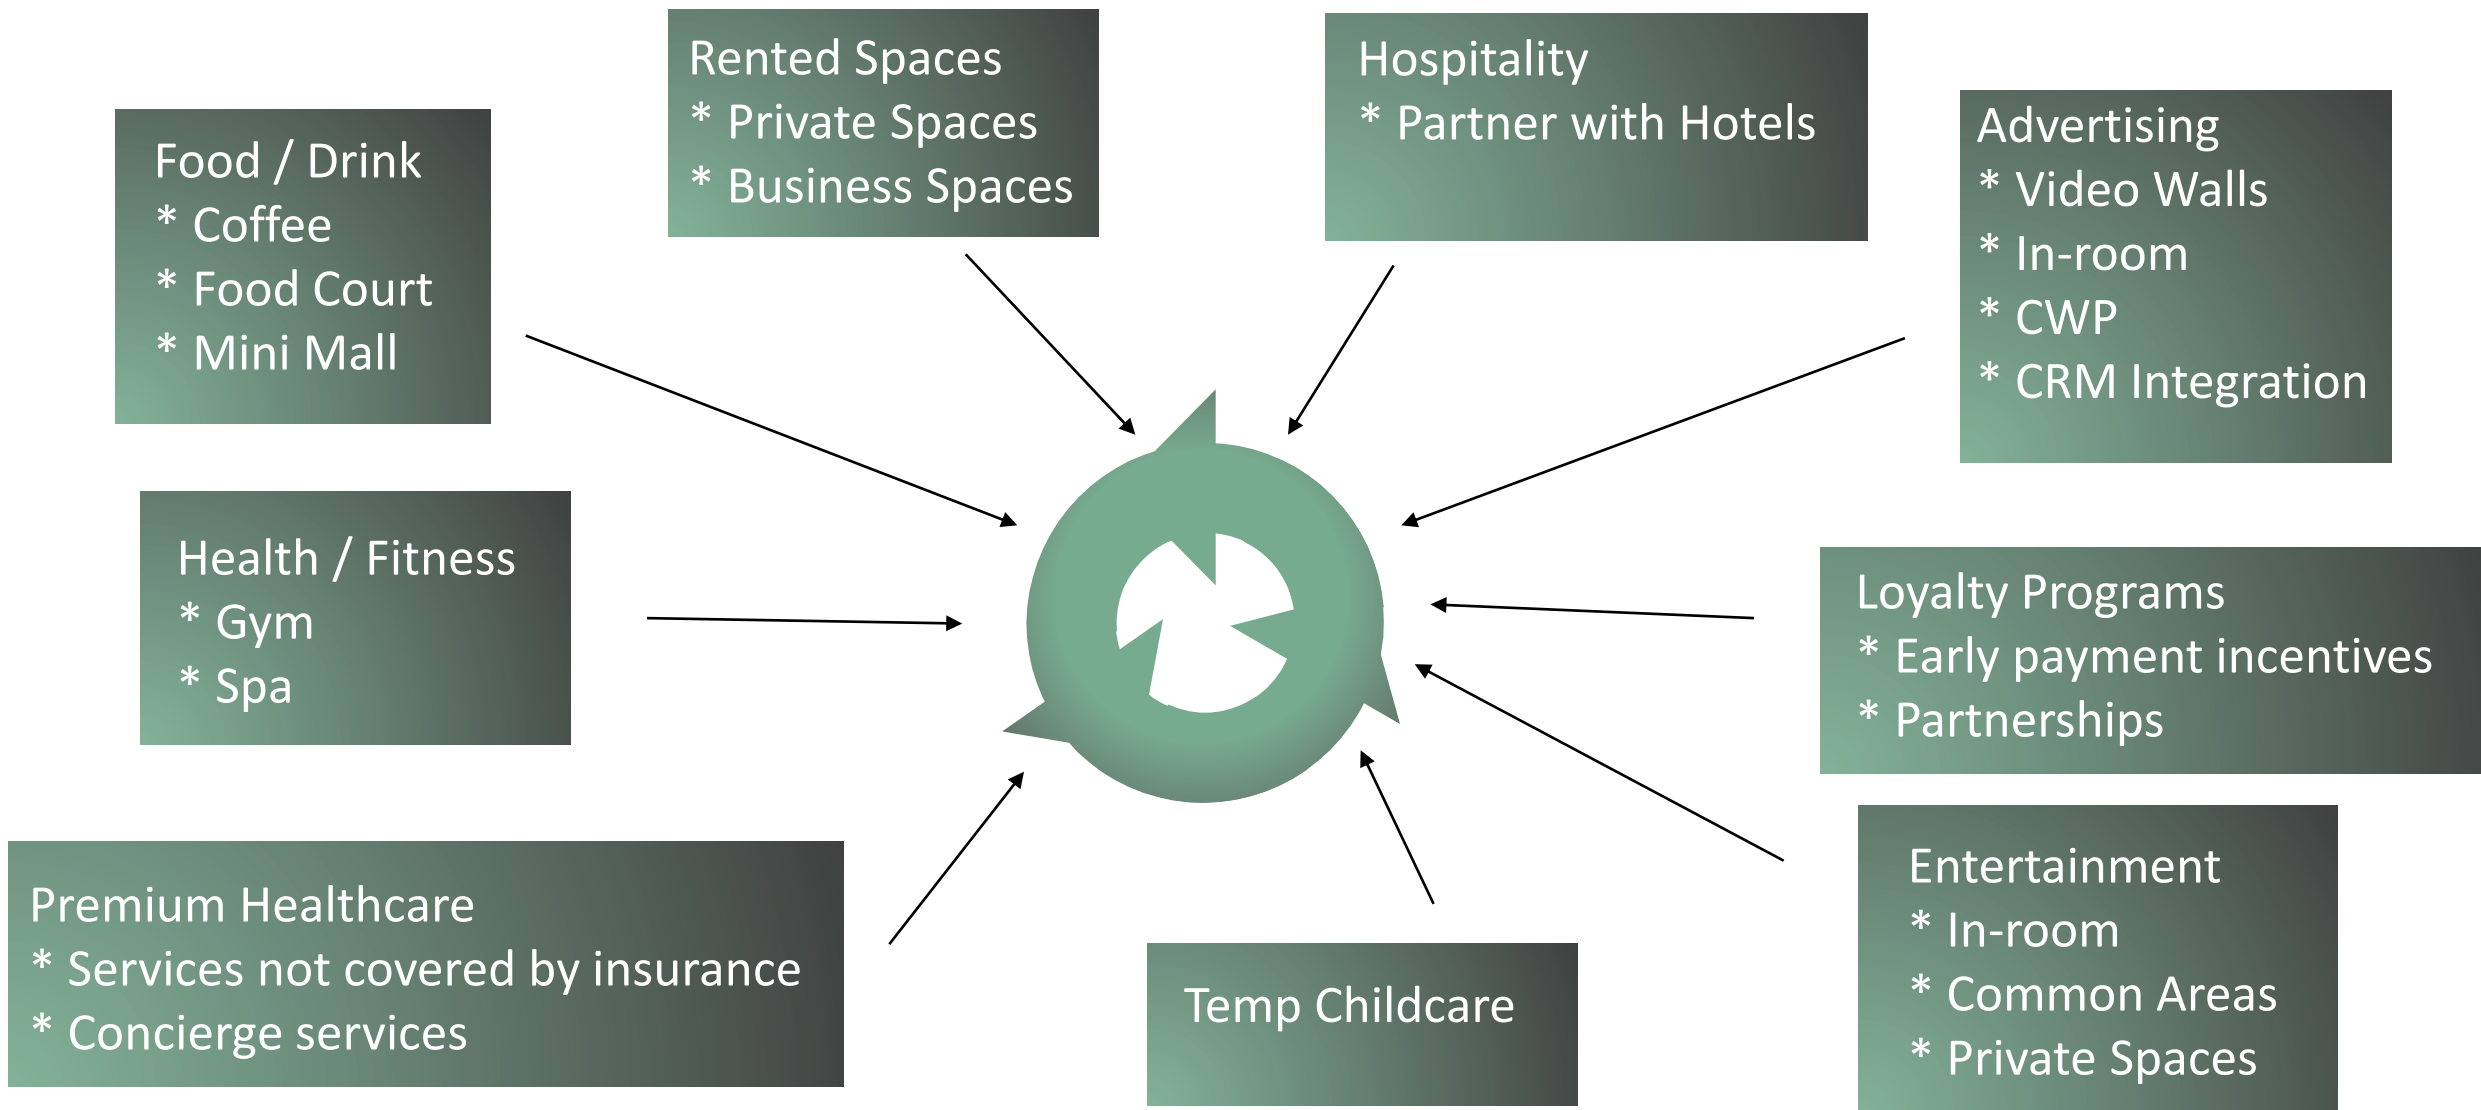 Food / Drink
* Coffee
* Food Court
* Mini Mall
Rented Spaces
* Private Spaces
* Business Spaces
Hospitality
* Partner with Hotels
Advertising
* Video Walls
* In-room
* CWP
* CRM Integration
Health / Fitness
* Gym
* Spa
Loyalty Programs
* Early payment incentives
* Partnerships
Premium Healthcare
* Services not covered by insurance
* Concierge services
Temp Childcare
Entertainment
* In-room
* Common Areas
* Private Spaces